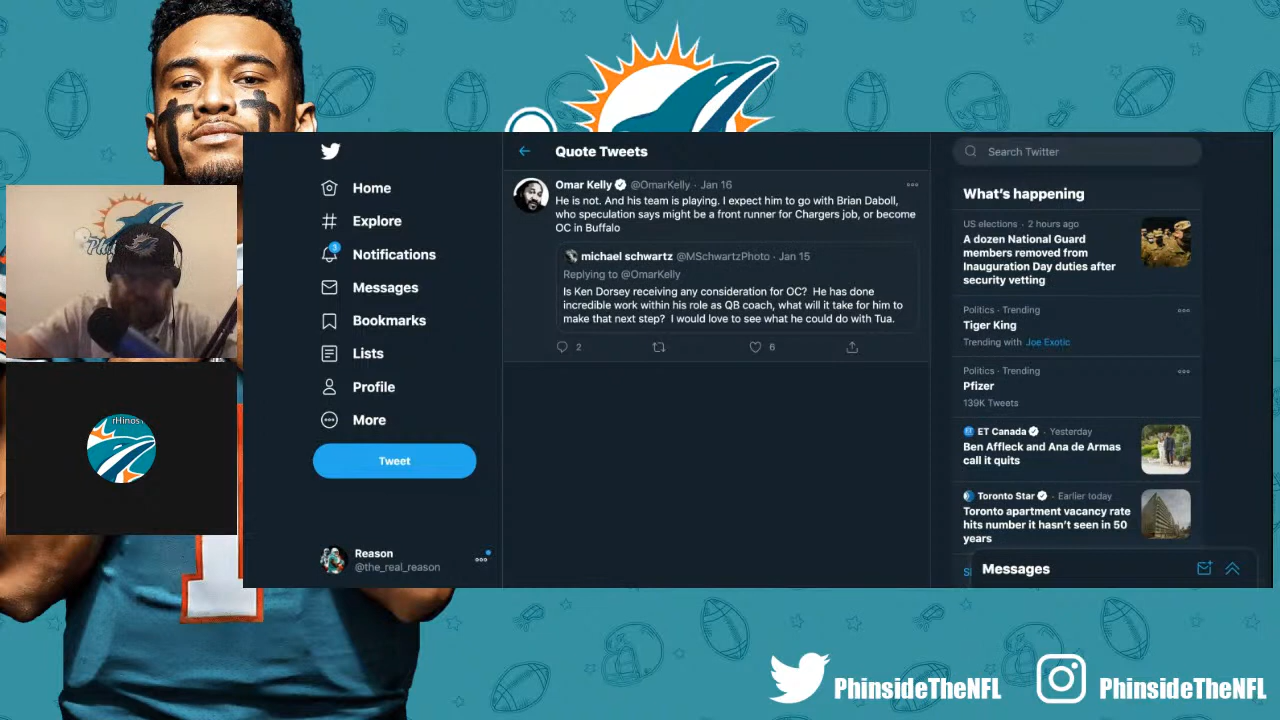 Home
Explore
3
Notifications
Messages
Bookmarks
Lists
Profile
More
Tweet
Reason
@the_real_reason
Quote Tweets
Omar Kelly @OmarKelly · Jan 16
He is not. And his team is playing. I expect him to go with Brian Daboll,
who speculation says might be a front runner for Chargers job, or become
OC in Buffalo
michael schwartz @MSchwartzPhoto · Jan 15
Replying to @OmarKelly
Is Ken Dorsey receiving any consideration for OC? He has done
incredible work within his role as QB coach, what will it take for him to
make that next step? I would love to see what he could do with Tua.
2
6
Search Twitter
What's happening
US elections · 2 hours ago
A dozen National Guard
members removed from
Inauguration Day duties after
security vetting
Politics · Trending
Tiger King
Trending with Joe Exotic
Politics · Trending
Pfizer
139K Tweets
ET Canada · Yesterday
Ben Affleck and Ana de Armas
call it quits
Toronto Star · Earlier today
Toronto apartment vacancy rate
hits number it hasn't seen in 50
years
Messages
PhinsideTheNFL
PhinsideTheNFL